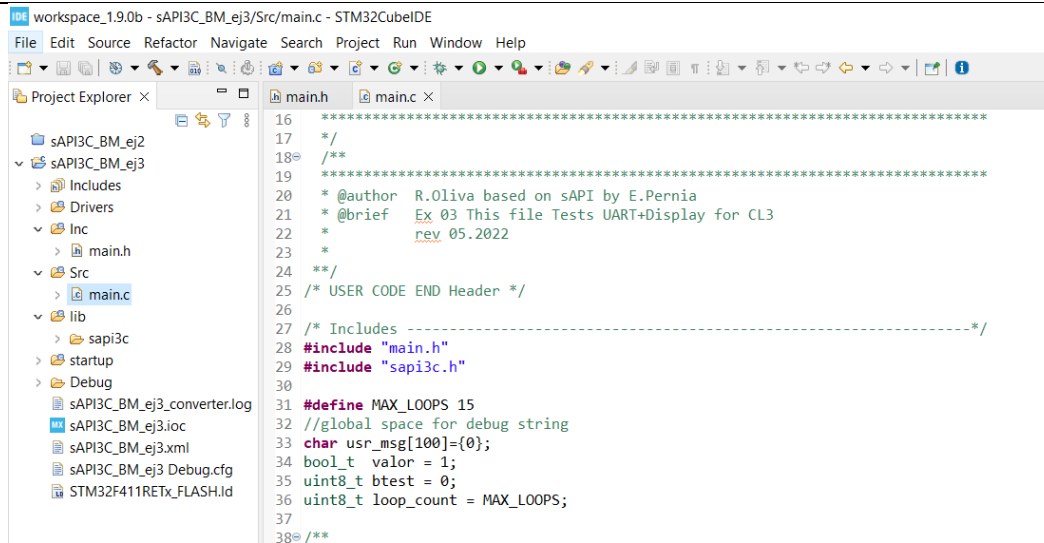 IDE workspace_1.9.0b - sAPI3C_BM_ej3/Src/main.c - STM32CubeIDE
File Edit Source Refactor Navigate Search Project Run Window Help
Project Explorer
sAPI3C_BM_ej2
sAPI3C_BM_ej3
Includes
Drivers
Inc
main.h
Src
main.c
lib
sapi3c
startup
Debug
sAPI3C_BM_ej3_converter.log
MX sAPI3C_BM_ej3.ioc
sAPI3C_BM_ej3.xml
sAPI3C_BM_ej3 Debug.cfg
STM32F411RETx_FLASH.ld
main.h main.c
16 ******************************************************************************
17 */
18 /**
19 ******************************************************************************
20 * @author R.Oliva based on sAPI by E.Pernia
21 * @brief Ex 03 This file Tests UART+Display for CL3
22 * rev 05.2022
23 *
24 **/
25 /* USER CODE END Header */
26
27 /* Includes ------------------------------------------------------------------*/
28 #include "main.h"
29 #include "sapi3c.h"
30
31 #define MAX_LOOPS 15
32 //global space for debug string
33 char usr_msg[100]={0};
34 bool_t valor = 1;
35 uint8_t btest = 0;
36 uint8_t loop_count = MAX_LOOPS;
37
38 /**